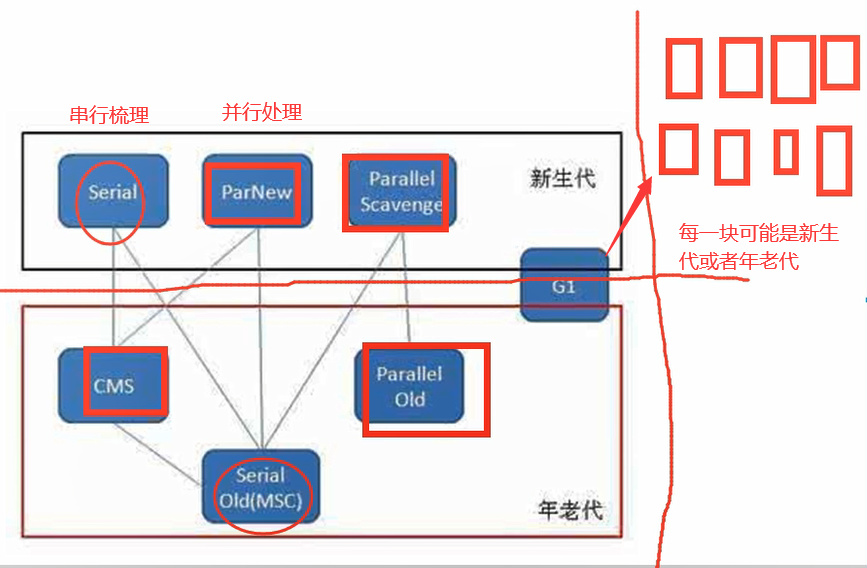 串行梳理
并行处理
Serial
ParNew
Parallel
Scavenge
新生代
每一块可能是新生
代或者年老代
G1
CMS
Parallel
Old
Serial
Old(MSC)
年老代